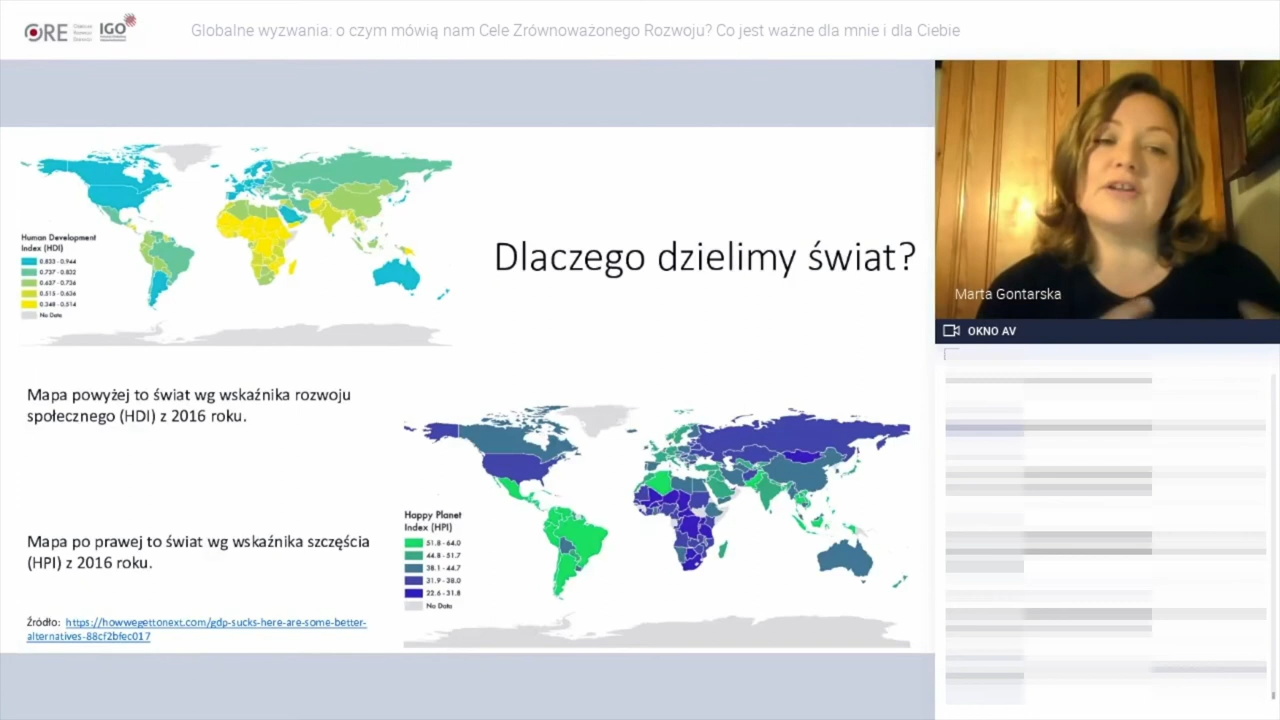 ORE
IGO
Globalne wyzwania: o czym mówią nam Cele Zrównoważonego Rozwoju? Co jest ważne dla mnie i dla Ciebie
Human Development
Index (HDI)
0.833 - 0.944
0.737 - 0.832
0.637 - 0.736
0.515 - 0.636
0.348 - 0.514
No Data
Dlaczego dzielimy świat?
Marta Gontarska
OKNO AV
Mapa powyżej to świat wg wskaźnika rozwoju
społecznego (HDI) z 2016 roku.
Happy Planet
Index (HPI)
51.8 - 64.0
44.8 - 51.7
38.1 - 44.7
31.9 - 38.0
22.6 - 31.8
No Data
Mapa po prawej to świat wg wskaźnika szczęścia
(HPI) z 2016 roku.
Źródło: https://howwegettonext.com/gdp-sucks-here-are-some-better-
alternatives-88cf2bfec017